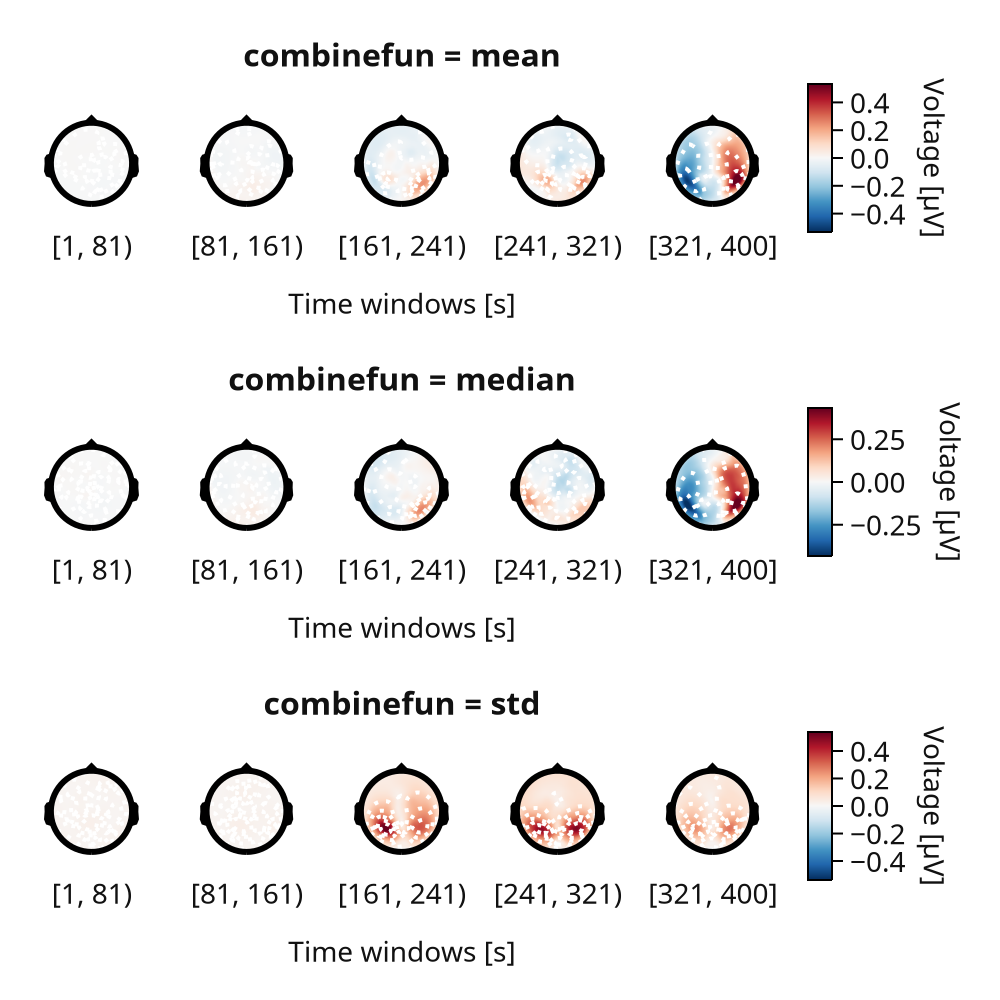 combinefun = mean
0.4
0.2
0.0
−0.2
−0.4
Voltage [µV]
[1, 81) [81, 161) [161, 241) [241, 321) [321, 400]
Time windows [s]
combinefun = median
0.25
0.00
−0.25
Voltage [µV]
[1, 81) [81, 161) [161, 241) [241, 321) [321, 400]
Time windows [s]
combinefun = std
0.4
0.2
0.0
−0.2
−0.4
Voltage [µV]
[1, 81) [81, 161) [161, 241) [241, 321) [321, 400]
Time windows [s]